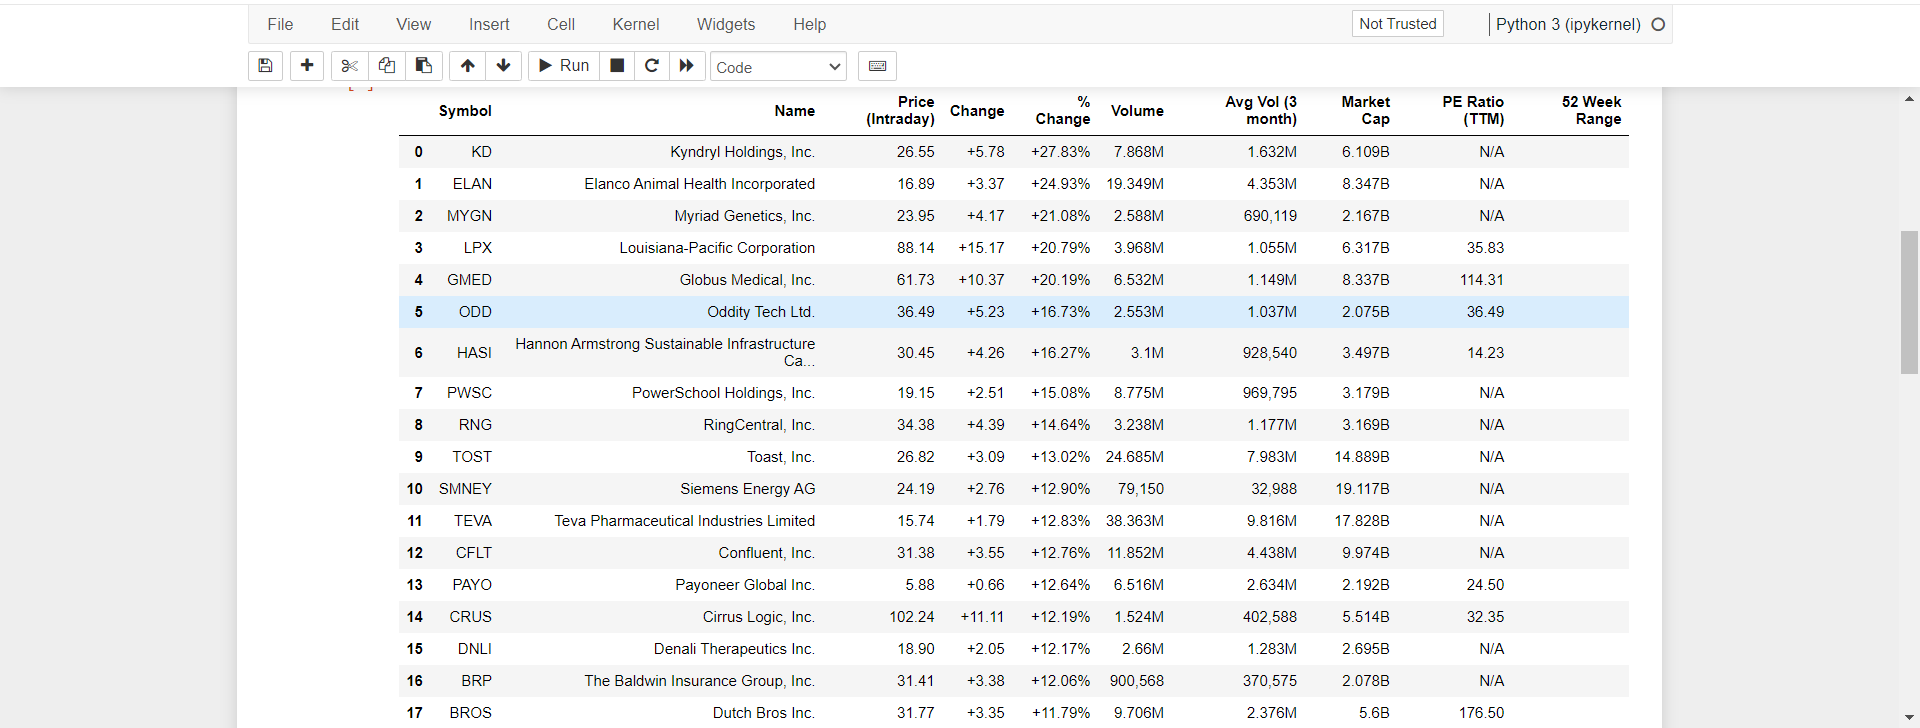 File Edit View Insert Cell Kernel Widgets Help Not Trusted Python 3 (ipykernel)
Run Code
Symbol Name Price (Intraday) Change % Change Volume Avg Vol (3 month) Market Cap PE Ratio (TTM) 52 Week Range
0 KD Kyndryl Holdings, Inc. 26.55 +5.78 +27.83% 7.868M 1.632M 6.109B N/A
1 ELAN Elanco Animal Health Incorporated 16.89 +3.37 +24.93% 19.349M 4.353M 8.347B N/A
2 MYGN Myriad Genetics, Inc. 23.95 +4.17 +21.08% 2.588M 690,119 2.167B N/A
3 LPX Louisiana-Pacific Corporation 88.14 +15.17 +20.79% 3.968M 1.055M 6.317B 35.83
4 GMED Globus Medical, Inc. 61.73 +10.37 +20.19% 6.532M 1.149M 8.337B 114.31
5 ODD Oddity Tech Ltd. 36.49 +5.23 +16.73% 2.553M 1.037M 2.075B 36.49
6 HASI Hannon Armstrong Sustainable Infrastructure Ca... 30.45 +4.26 +16.27% 3.1M 928,540 3.497B 14.23
7 PWSC PowerSchool Holdings, Inc. 19.15 +2.51 +15.08% 8.775M 969,795 3.179B N/A
8 RNG RingCentral, Inc. 34.38 +4.39 +14.64% 3.238M 1.177M 3.169B N/A
9 TOST Toast, Inc. 26.82 +3.09 +13.02% 24.685M 7.983M 14.889B N/A
10 SMNEY Siemens Energy AG 24.19 +2.76 +12.90% 79,150 32,988 19.117B N/A
11 TEVA Teva Pharmaceutical Industries Limited 15.74 +1.79 +12.83% 38.363M 9.816M 17.828B N/A
12 CFLT Confluent, Inc. 31.38 +3.55 +12.76% 11.852M 4.438M 9.974B N/A
13 PAYO Payoneer Global Inc. 5.88 +0.66 +12.64% 6.516M 2.634M 2.192B 24.50
14 CRUS Cirrus Logic, Inc. 102.24 +11.11 +12.19% 1.524M 402,588 5.514B 32.35
15 DNLI Denali Therapeutics Inc. 18.90 +2.05 +12.17% 2.66M 1.283M 2.695B N/A
16 BRP The Baldwin Insurance Group, Inc. 31.41 +3.38 +12.06% 900,568 370,575 2.078B N/A
17 BROS Dutch Bros Inc. 31.77 +3.35 +11.79% 9.706M 2.376M 5.6B 176.50